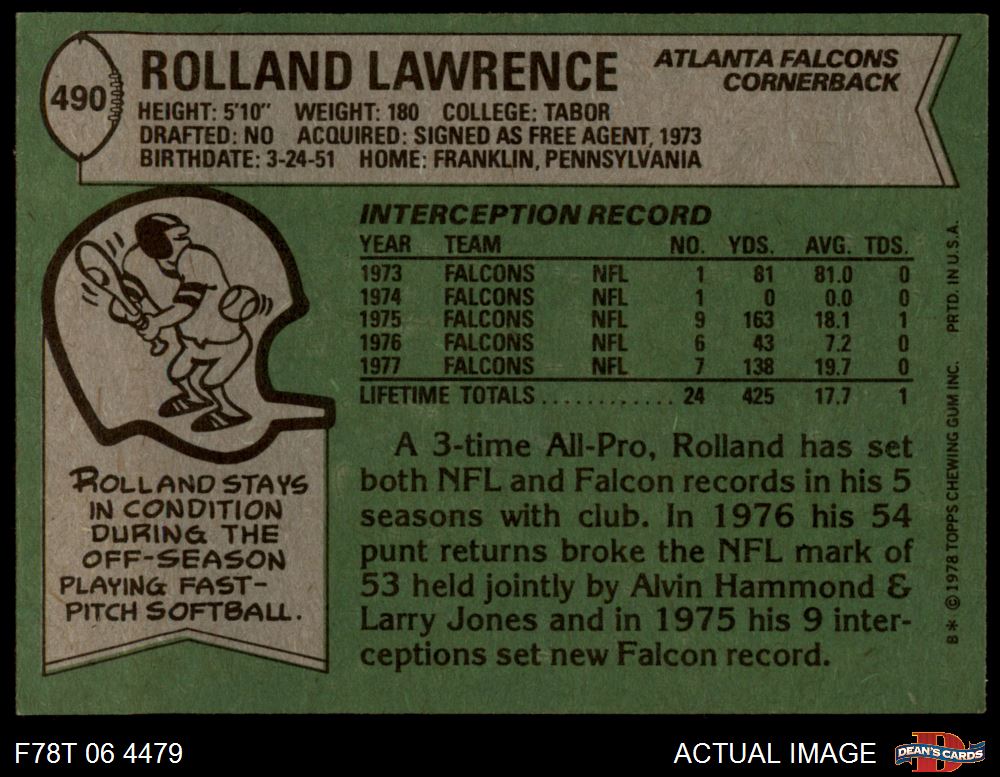 490
ROLLAND LAWRENCE
ATLANTA FALCONS
CORNERBACK
HEIGHT: 5'10" WEIGHT: 180 COLLEGE: TABOR
DRAFTED: NO ACQUIRED: SIGNED AS FREE AGENT, 1973
BIRTHDATE: 3-24-51 HOME: FRANKLIN, PENNSYLVANIA
INTERCEPTION RECORD
YEAR TEAM NO. YDS. AVG. TDS.
1973 FALCONS NFL 1 81 81.0 0
1974 FALCONS NFL 1 0 0.0 0
1975 FALCONS NFL 9 163 18.1 1
1976 FALCONS NFL 6 43 7.2 0
1977 FALCONS NFL 7 138 19.7 0
LIFETIME TOTALS............ 24 425 17.7 1
A 3-time All-Pro, Rolland has set
both NFL and Falcon records in his 5
seasons with club. In 1976 his 54
punt returns broke the NFL mark of
53 held jointly by Alvin Hammond &
Larry Jones and in 1975 his 9 inter-
ceptions set new Falcon record.
ROLLAND STAYS
IN CONDITION
DURING THE
OFF-SEASON
PLAYING FAST-
PITCH SOFTBALL.
B* © 1978 TOPPS CHEWING GUM INC. PRTD. IN U.S.A.
F78T 06 4479
ACTUAL IMAGE
D
DEAN'S CARDS